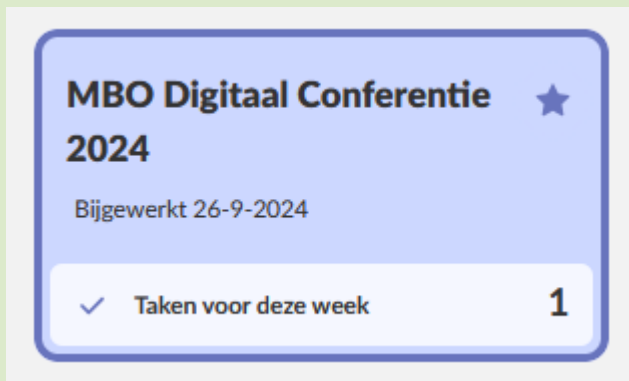 MBO Digitaal Conferentie
2024
Bijgewerkt 26-9-2024
Taken voor deze week 1